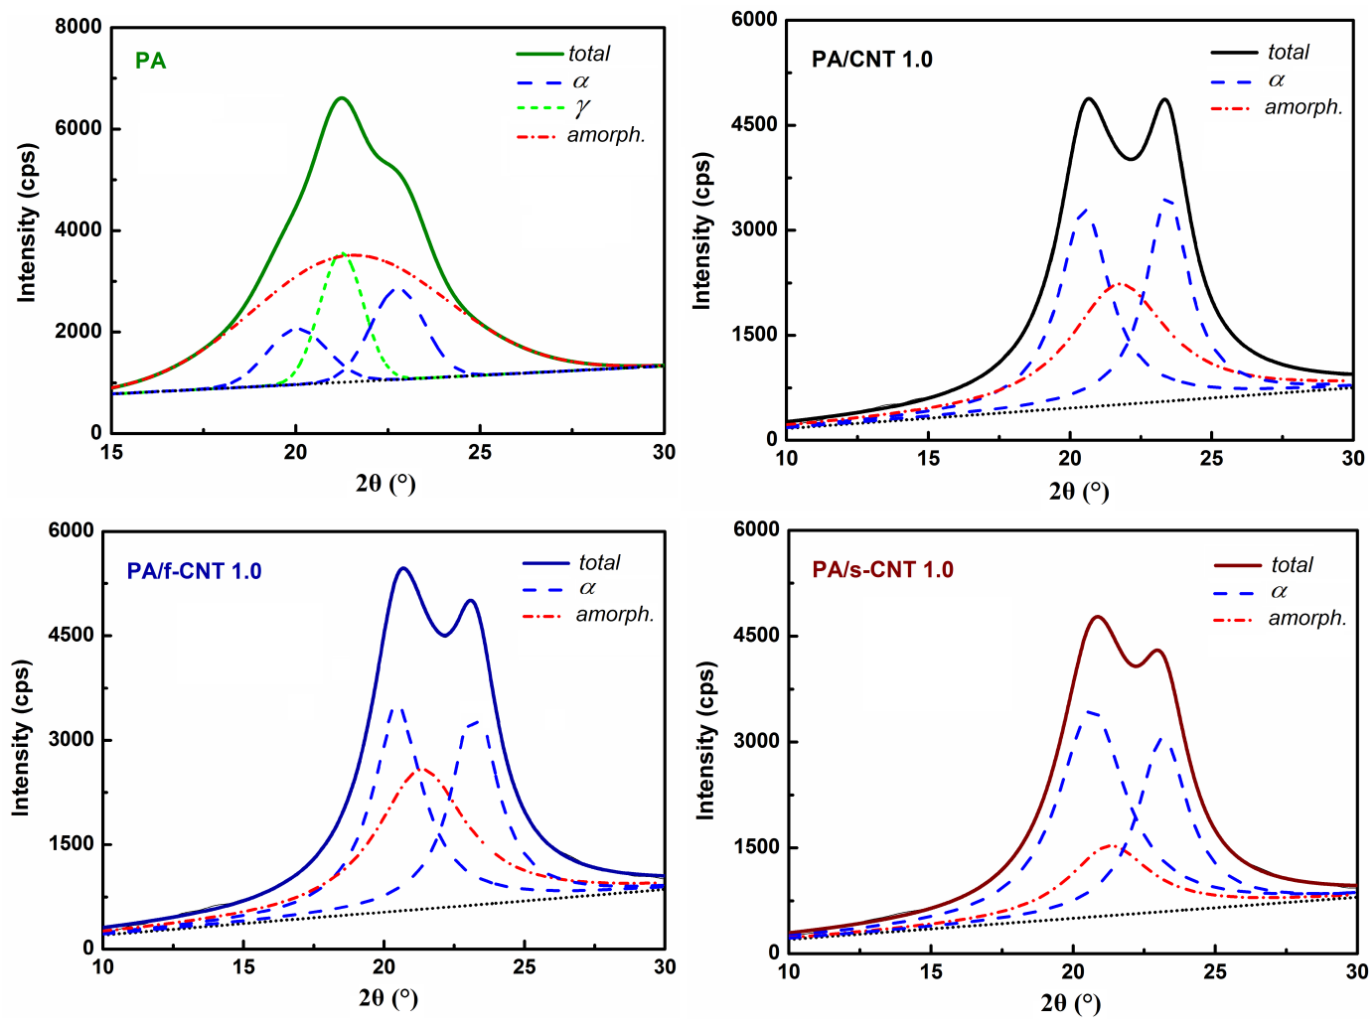 PA
total
α
γ
amorph.
8000
6000
4000
2000
0
Intensity (cps)
15
20
25
30
2θ (°)
PA/CNT 1.0
total
α
amorph.
6000
4500
3000
1500
0
Intensity (cps)
10
15
20
25
30
2θ (°)
PA/f-CNT 1.0
total
α
amorph.
6000
4500
3000
1500
0
Intensity (cps)
10
15
20
25
30
2θ (°)
PA/s-CNT 1.0
total
α
amorph.
6000
4500
3000
1500
0
Intensity (cps)
10
15
20
25
30
2θ (°)